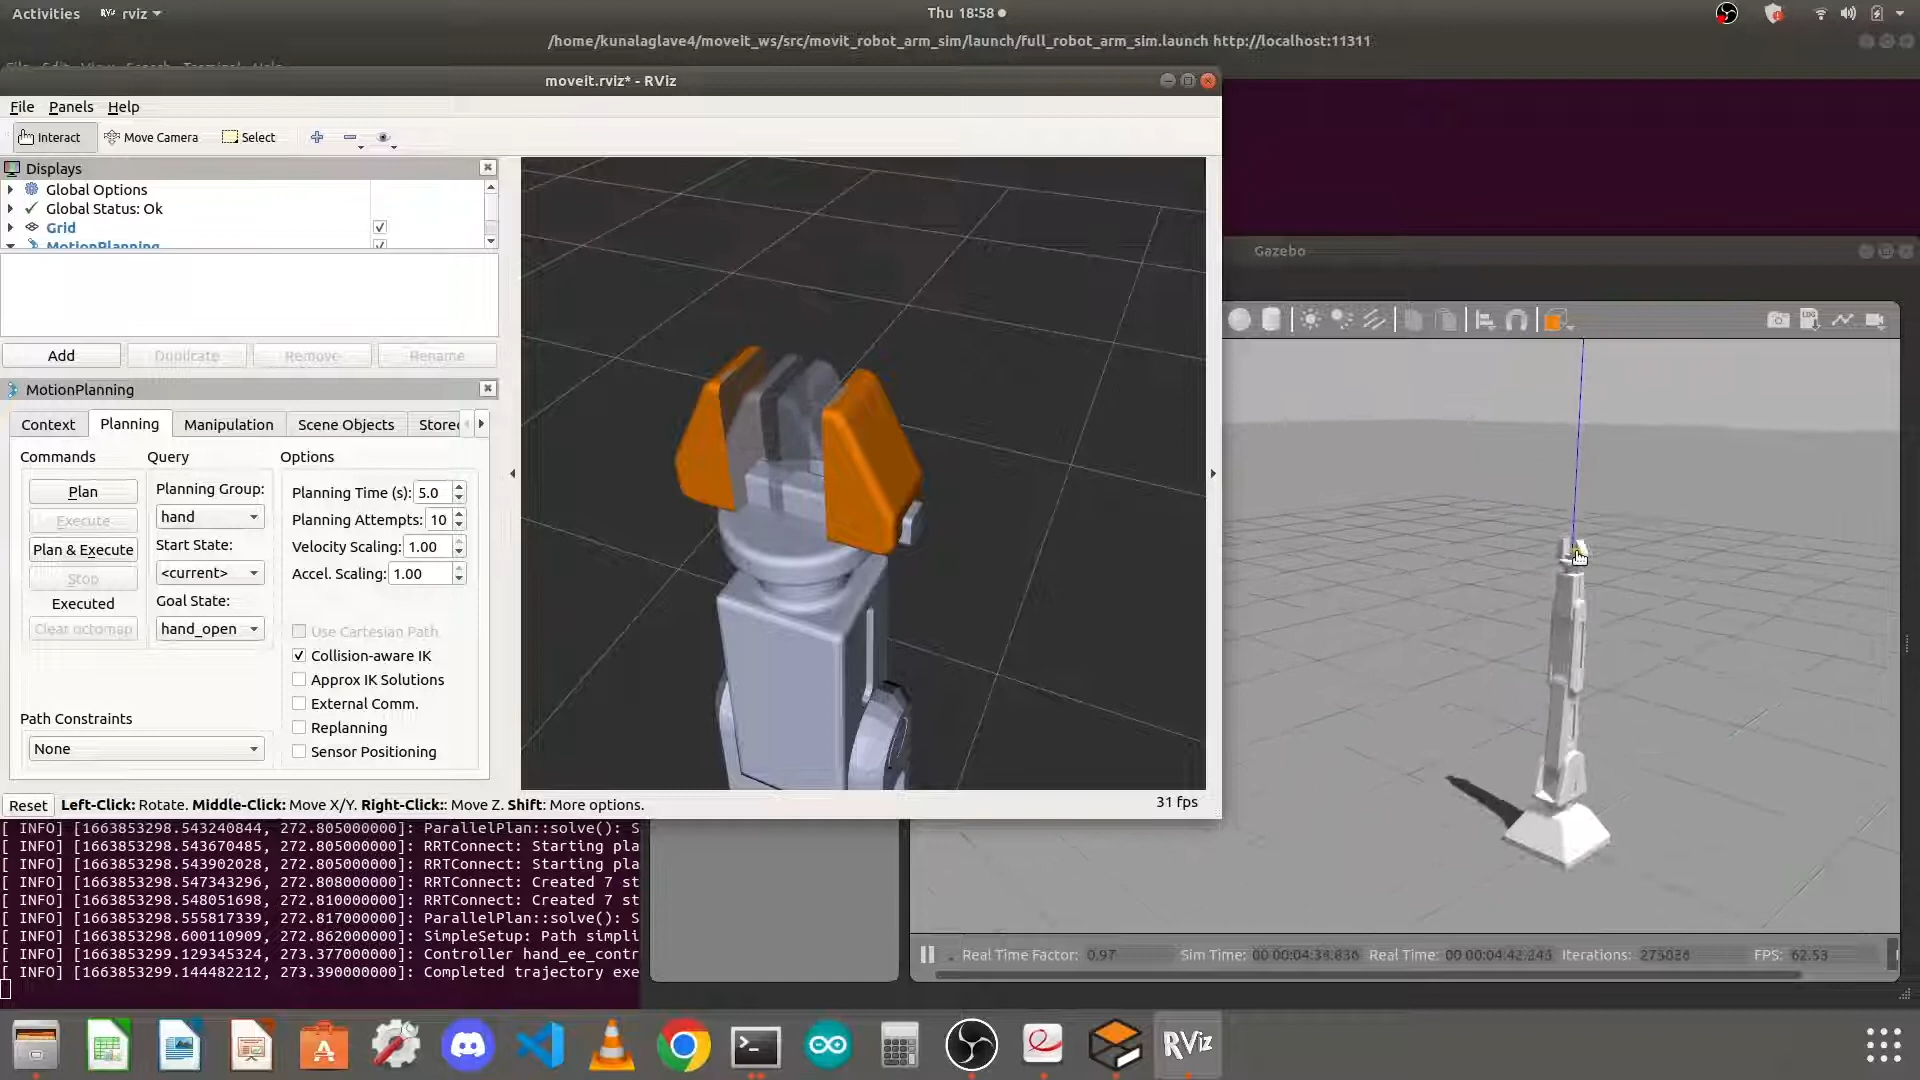 Activities
rviz
Thu 18:58
/home/kunalaglave4/moveit_ws/src/movit_robot_arm_sim/launch/full_robot_arm_sim.launch http://localhost:11311
moveit.rviz* - RViz
File Panels Help
Interact Move Camera Select
Displays
Global Options
Global Status: Ok
Grid
MotionPlanning
Add Duplicate Remove Rename
MotionPlanning
Context Planning Manipulation Scene Objects Store
Commands Query Options
Plan
Execute
Plan & Execute
Stop
Executed
Clear octomap
Planning Group:
hand
Start State:
<current>
Goal State:
hand_open
Planning Time (s): 5.0
Planning Attempts: 10
Velocity Scaling: 1.00
Accel. Scaling: 1.00
Use Cartesian Path
Collision-aware IK
Approx IK Solutions
External Comm.
Replanning
Sensor Positioning
Path Constraints
None
Reset Left-Click: Rotate. Middle-Click: Move X/Y. Right-Click:: Move Z. Shift: More options.
31 fps
Gazebo
LOG
[ INFO] [1663853298.543240844, 272.805000000]: ParallelPlan::solve(): S
[ INFO] [1663853298.543670485, 272.805000000]: RRTConnect: Starting pla
[ INFO] [1663853298.543902028, 272.805000000]: RRTConnect: Starting pla
[ INFO] [1663853298.547343296, 272.808000000]: RRTConnect: Created 7 st
[ INFO] [1663853298.548051698, 272.810000000]: RRTConnect: Created 7 st
[ INFO] [1663853298.555817339, 272.817000000]: ParallelPlan::solve(): S
[ INFO] [1663853298.600110909, 272.862000000]: SimpleSetup: Path simpli
[ INFO] [1663853299.129345324, 273.377000000]: Controller hand_ee_contr
[ INFO] [1663853299.144482212, 273.390000000]: Completed trajectory exe
Real Time Factor: 0.97 Sim Time: Real Time: Iterations: FPS: 62.53
RViz